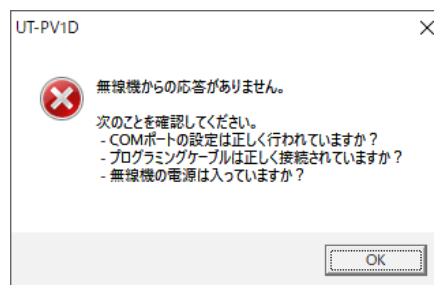 UT-PV1D
無線機からの応答がありません。
次のことを確認してください。
- COMポートの設定は正しく行われていますか？
- プログラミングケーブルは正しく接続されていますか？
- 無線機の電源は入っていますか？
OK